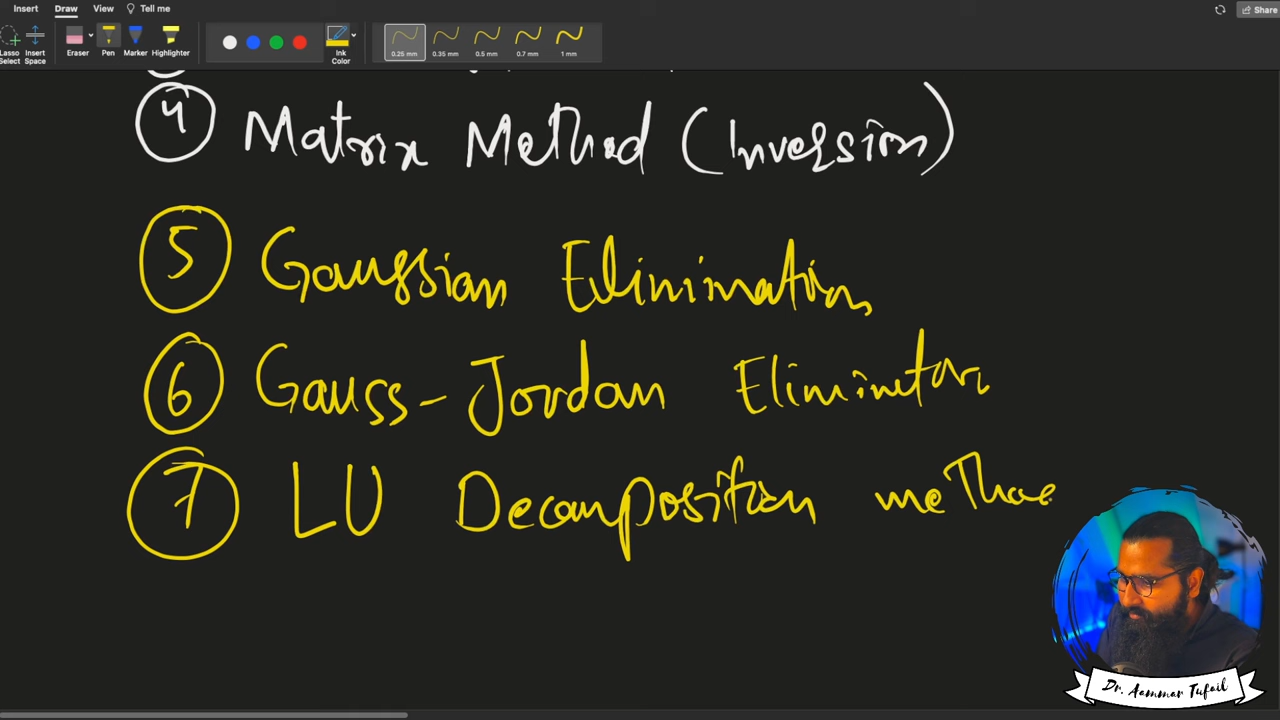 Insert Draw View Tell me
Share
Lasso Select Insert Space Eraser Pen Marker Highlighter Ink Color 0.25 mm 0.35 mm 0.5 mm 0.7 mm 1 mm
4 Matrix Method (Inversion)
5 Gaussian Elimination
6 Gauss-Jordan Elimination
7 LU Decomposition method
Dr. Aammar Tufail